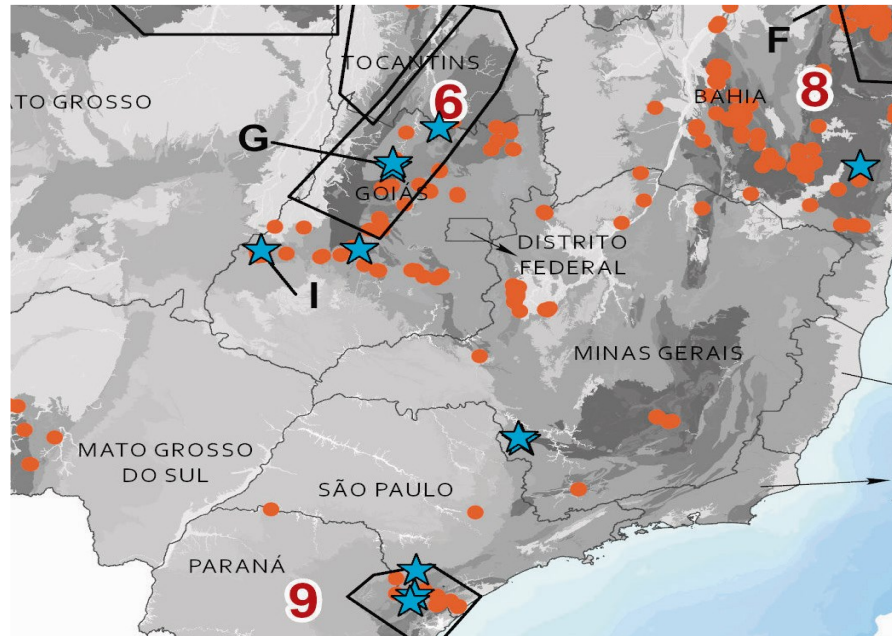 F
TOCANTINS
6
BAHIA
8
ATO GROSSO
G
GOIÁS
DISTRITO
FEDERAL
I
MINAS GERAIS
MATO GROSSO
DO SUL
SÃO PAULO
PARANÁ
9